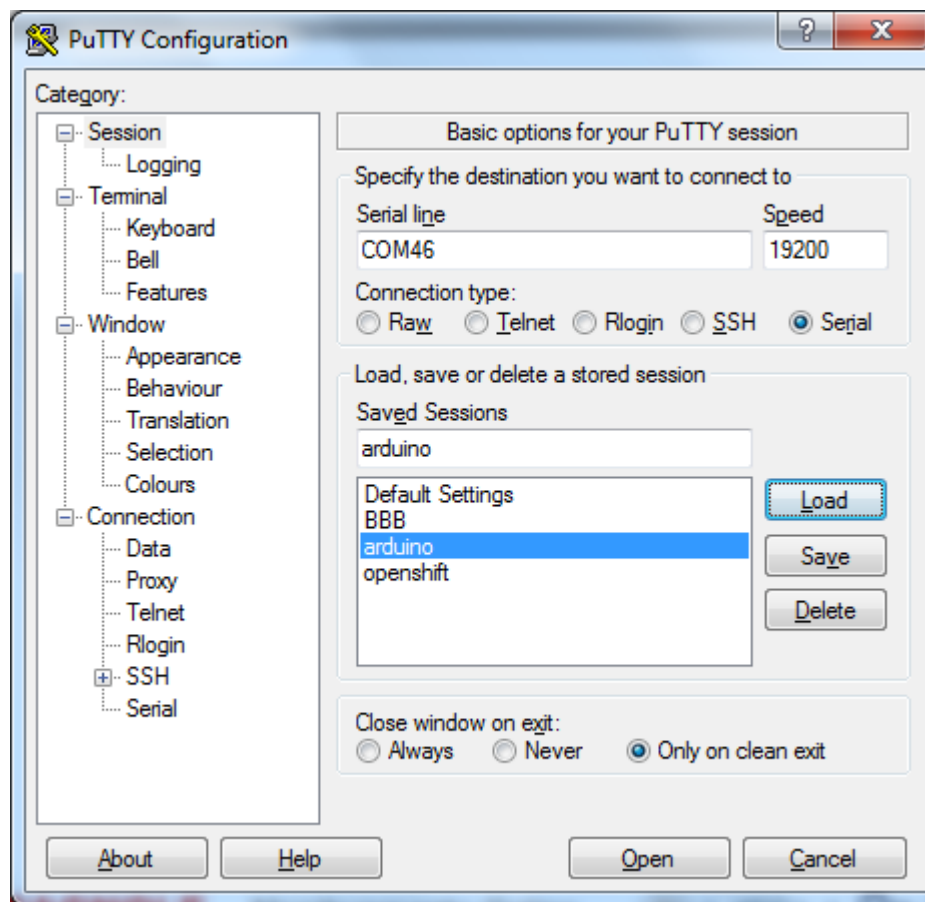 PuTTY Configuration
Category:
Session
Logging
Terminal
Keyboard
Bell
Features
Window
Appearance
Behaviour
Translation
Selection
Colours
Connection
Data
Proxy
Telnet
Rlogin
SSH
Serial
Basic options for your PuTTY session
Specify the destination you want to connect to
Serial line Speed
COM46 19200
Connection type:
Raw Telnet Rlogin SSH Serial
Load, save or delete a stored session
Saved Sessions
arduino
Default Settings
BBB
arduino
openshift
Load
Save
Delete
Close window on exit:
Always Never Only on clean exit
About Help Open Cancel